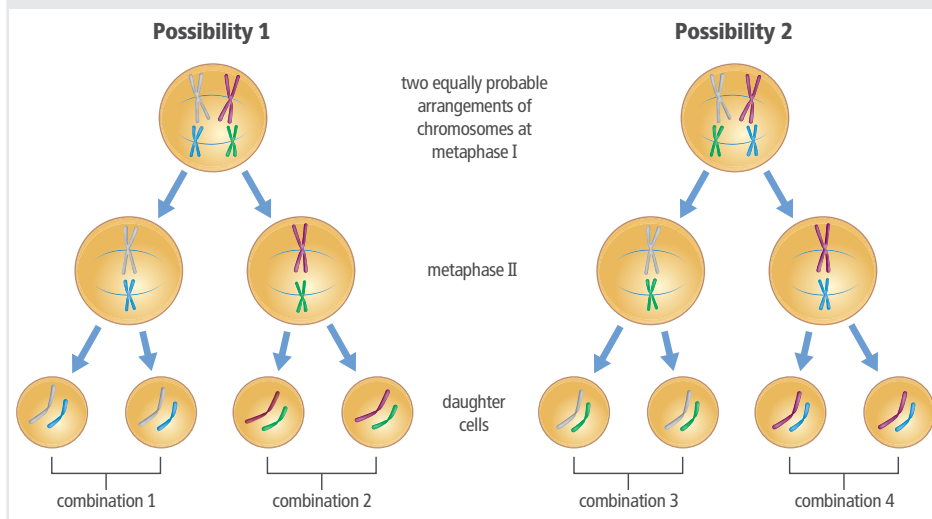 Possibility 1
Possibility 2
two equally probable
arrangements of
chromosomes at
metaphase I
metaphase II
daughter
cells
combination 1
combination 2
combination 3
combination 4